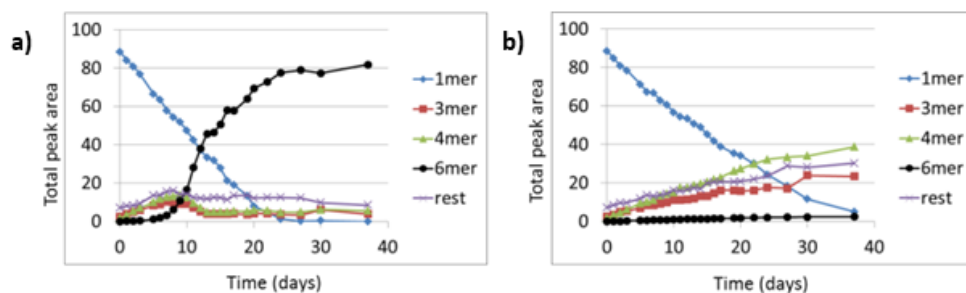 a)
Total peak area
100
80
60
40
20
0
0 10 20 30 40
Time (days)
1mer
3mer
4mer
6mer
rest
b)
Total peak area
100
80
60
40
20
0
0 10 20 30 40
Time (days)
1mer
3mer
4mer
6mer
rest